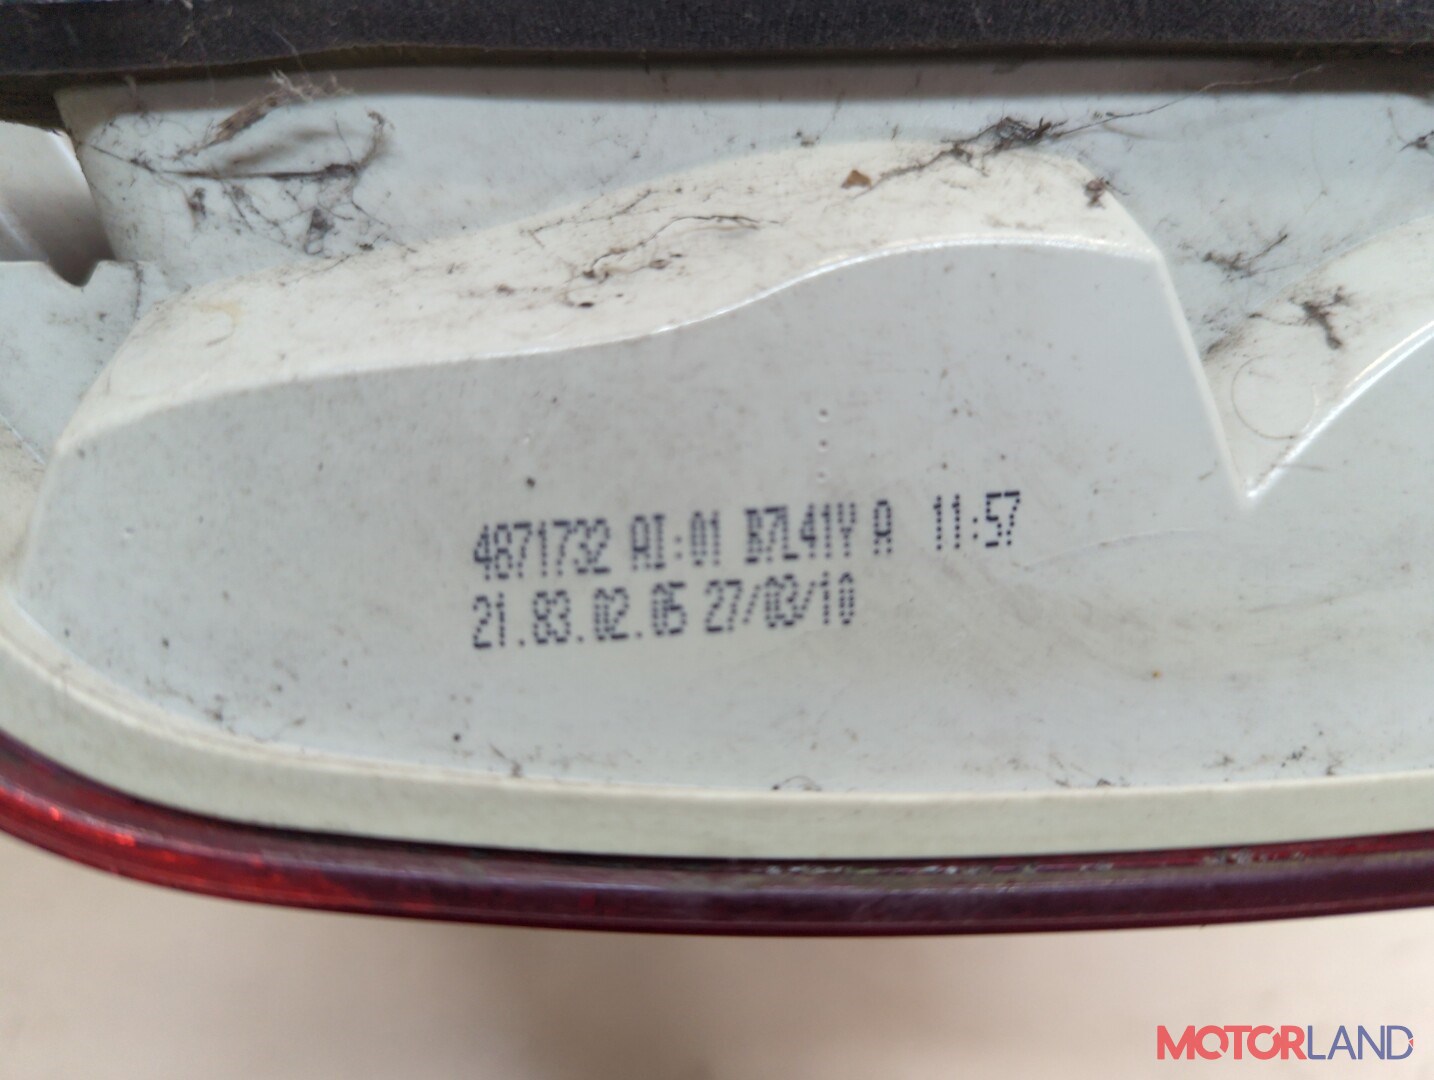 4871732 AI:01 B7L41Y A 11:57
21.83.02.05 27/03/10
MOTORLAND